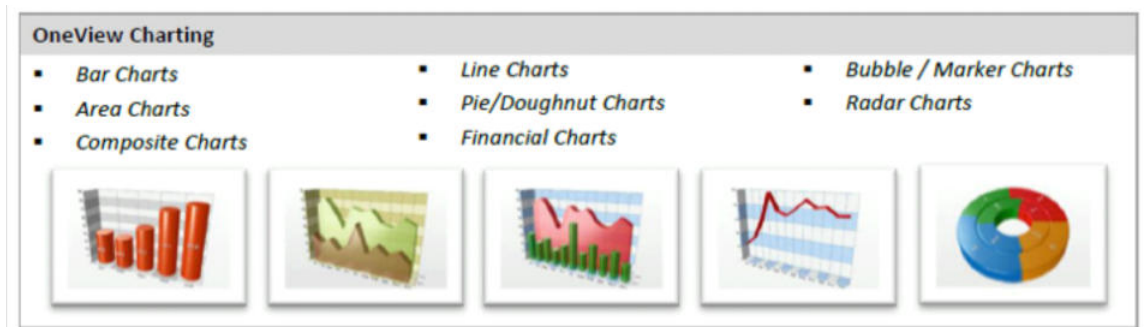 OneView Charting
▪ Bar Charts
▪ Area Charts
▪ Composite Charts
▪ Line Charts
▪ Pie/Doughnut Charts
▪ Financial Charts
▪ Bubble / Marker Charts
▪ Radar Charts